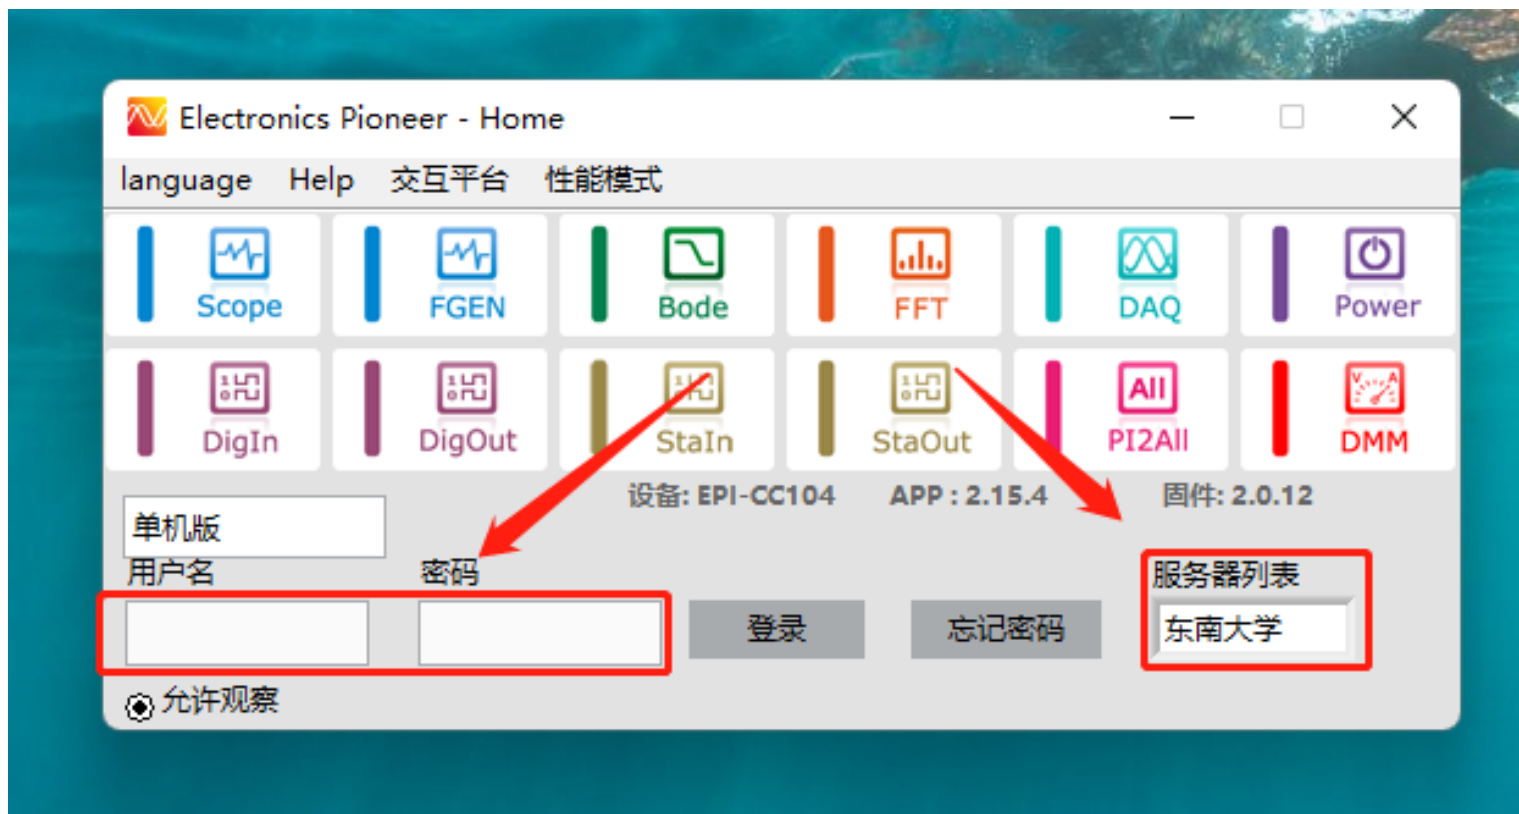 Electronics Pioneer - Home
language Help 交互平台 性能模式
Scope FGEN Bode FFT DAQ Power
DigIn DigOut StaIn StaOut PI2All DMM
设备: EPI-CC104 APP : 2.15.4 固件: 2.0.12
单机版
用户名 密码 服务器列表
登录 忘记密码 东南大学
允许观察